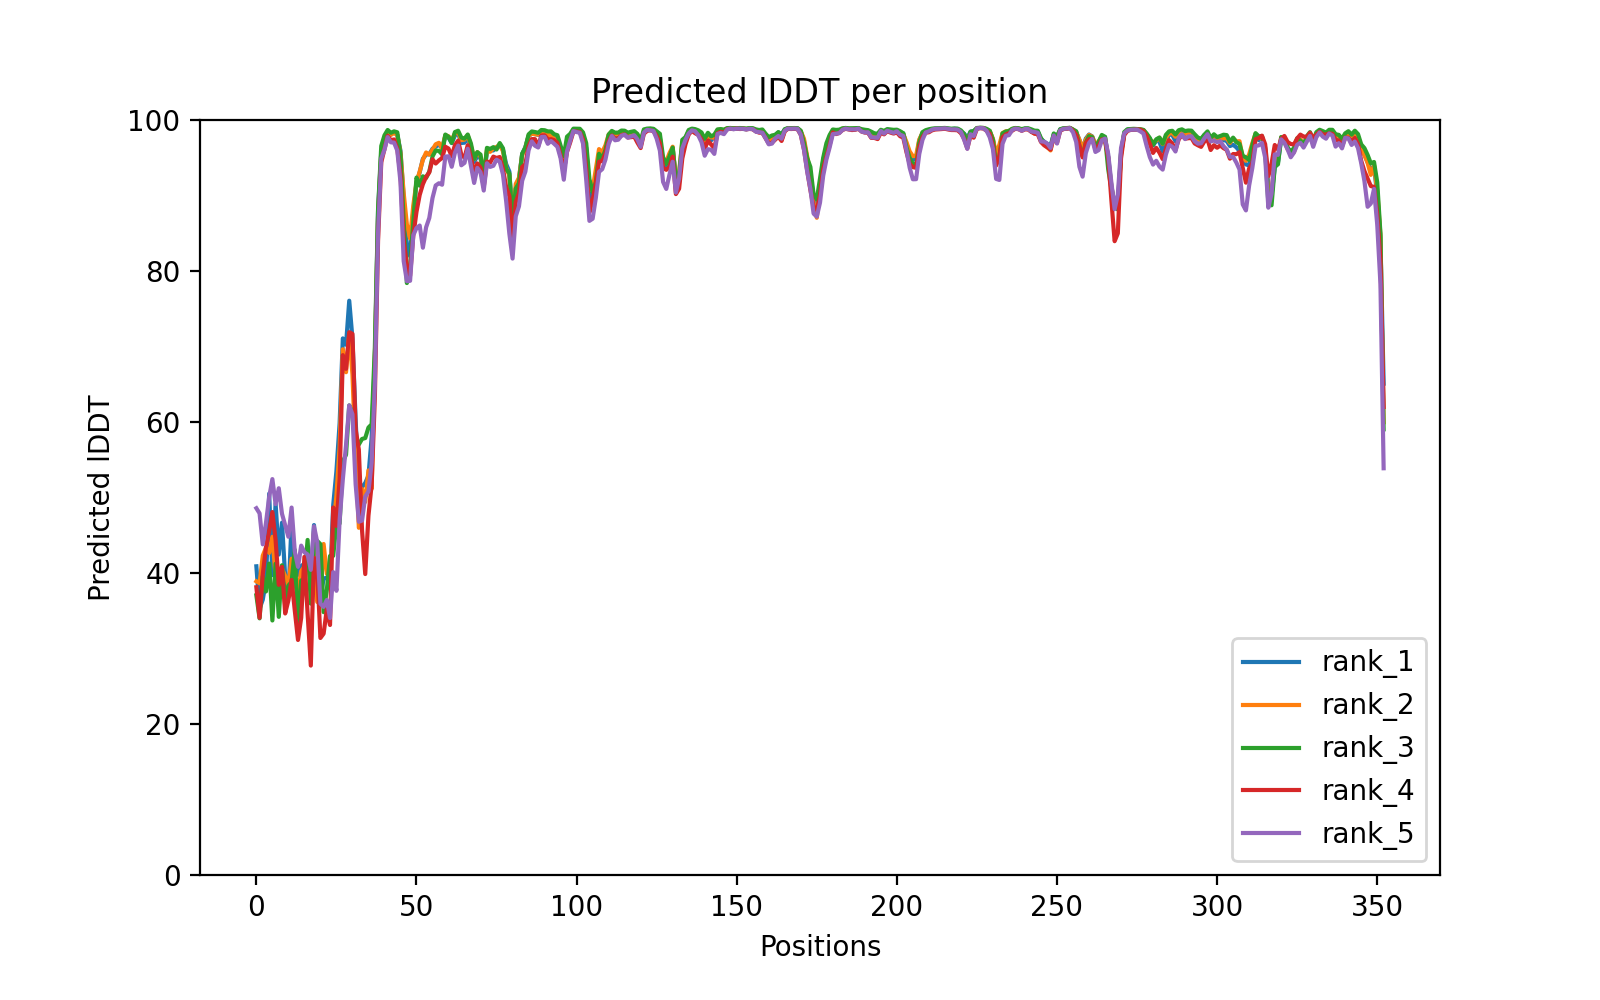 Predicted lDDT per position
100
80
60
40
20
0
Predicted lDDT
0 50 100 150 200 250 300 350
Positions
rank_1
rank_2
rank_3
rank_4
rank_5